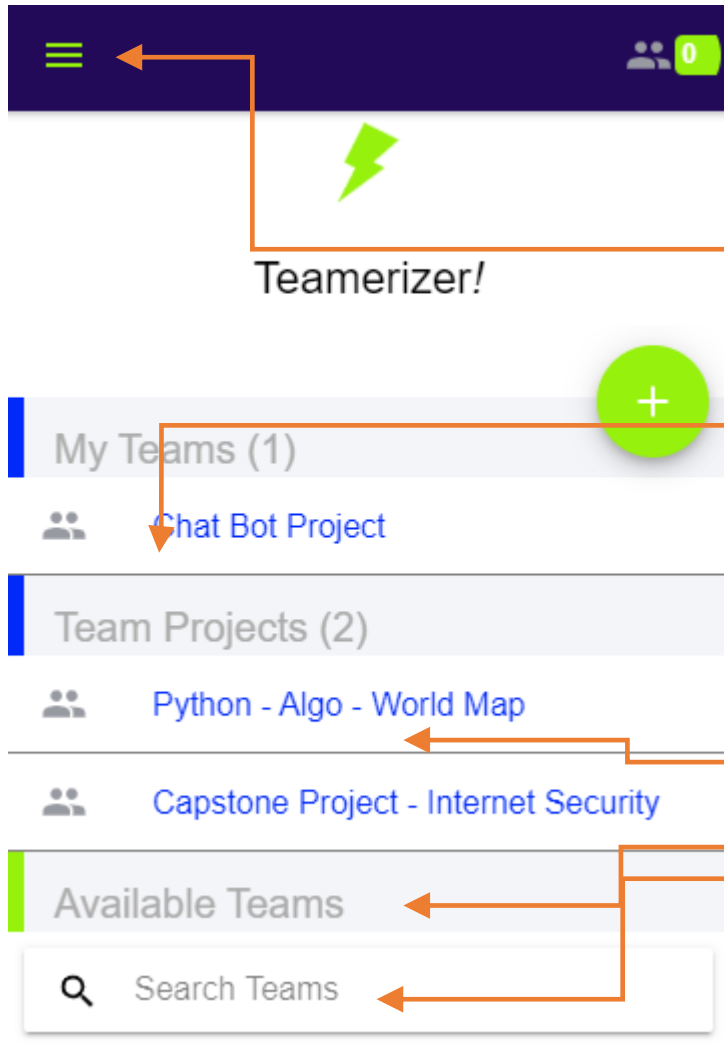 0
Teamerizer!
+
My Teams (1)
Chat Bot Project
Team Projects (2)
Python - Algo - World Map
Capstone Project - Internet Security
Available Teams
Search Teams